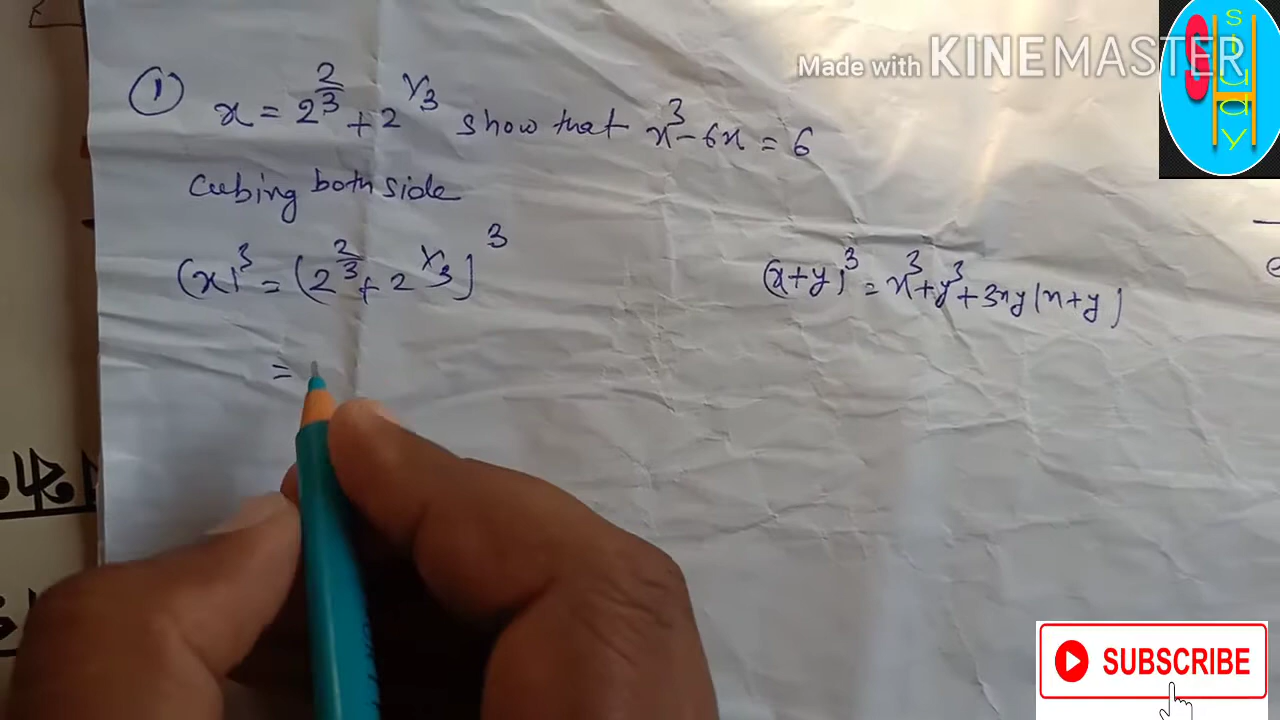 Made with KINEMASTER
S Study
① x = 2^(2/3) + 2^(1/3) show that x³ - 6x = 6
Cubing both side
(x)³ = (2^(2/3) + 2^(1/3))³
(x+y)³ = x³+y³+3xy(x+y)
=
SUBSCRIBE